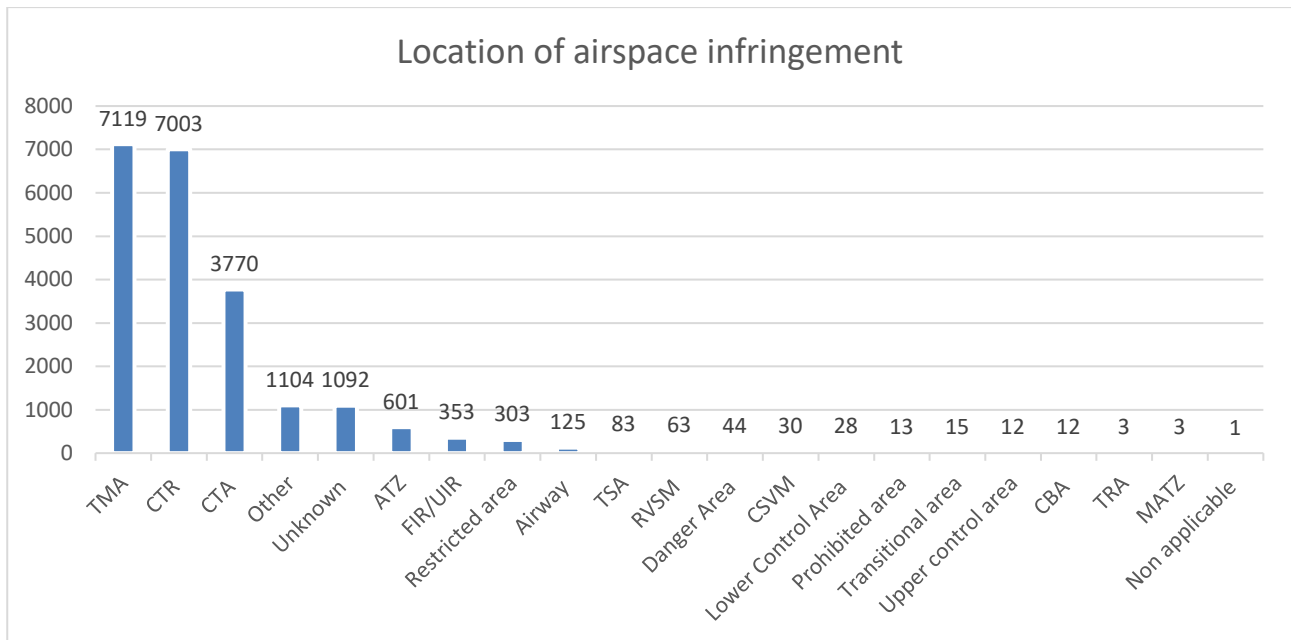 Location of airspace infringement
8000
7000
6000
5000
4000
3000
2000
1000
0
7119
7003
3770
1104
1092
601
353
303
125
83
63
44
30
28
13
15
12
12
3
3
1
TMA
CTR
CTA
Other
Unknown
ATZ
FIR/UIR
Restricted area
Airway
TSA
RVSM
Danger Area
CSVM
Lower Control Area
Prohibited area
Transitional area
Upper control area
CBA
TRA
MATZ
Non applicable